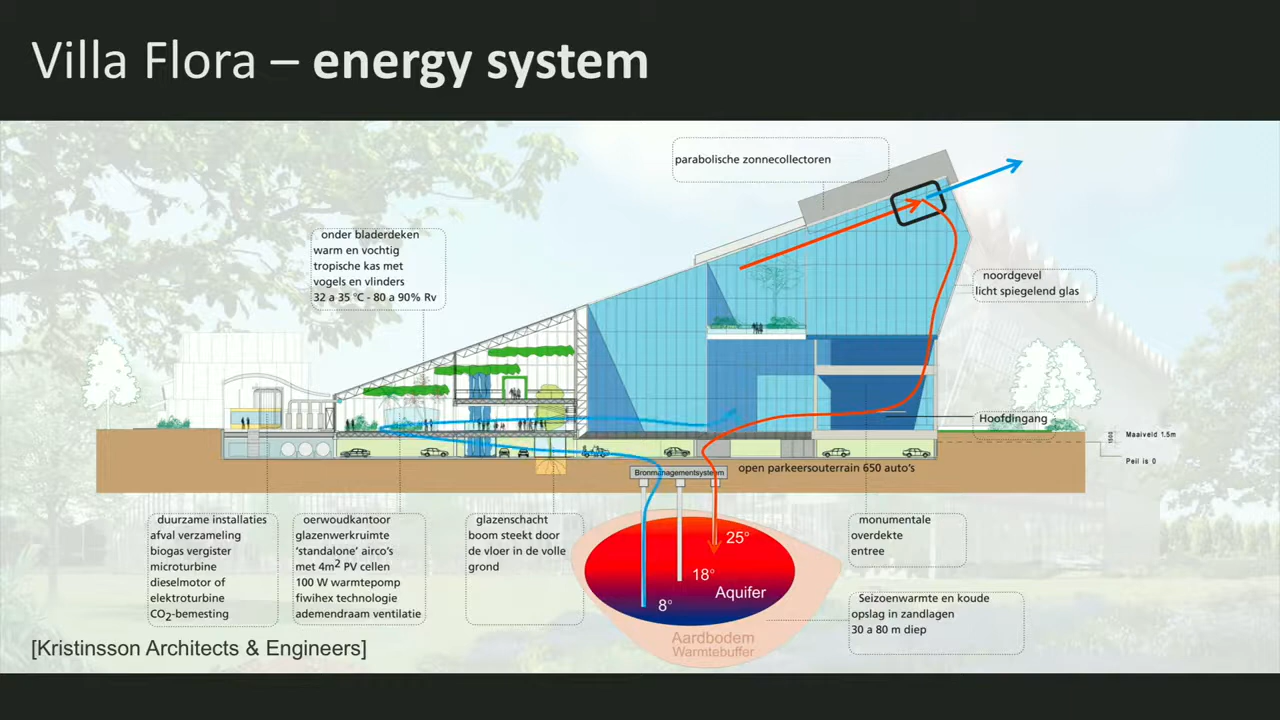 Villa Flora – energy system
parabolische zonnecollectoren
onder bladerdeken
warm en vochtig
tropische kas met
vogels en vlinders
32 a 35 °C - 80 a 90% Rv
noordgevel
licht spiegelend glas
Hoofdingang
1500
Maaiveld 1.5m
Peil is 0
open parkeersouterrain 650 auto's
Bronmanagementsysteem
duurzame installaties
afval verzameling
biogas vergister
microturbine
dieselmotor of
elektroturbine
CO2-bemesting
oerwoudkantoor
glazenwerkruimte
'standalone' airco's
met 4m2 PV cellen
100 W warmtepomp
fiwihex technologie
ademendraam ventilatie
glazenschacht
boom steekt door
de vloer in de volle
grond
25°
18°
Aquifer
8°
Aardbodem
Warmtebuffer
monumentale
overdekte
entree
Seizoenwarmte en koude
opslag in zandlagen
30 a 80 m diep
[Kristinsson Architects & Engineers]